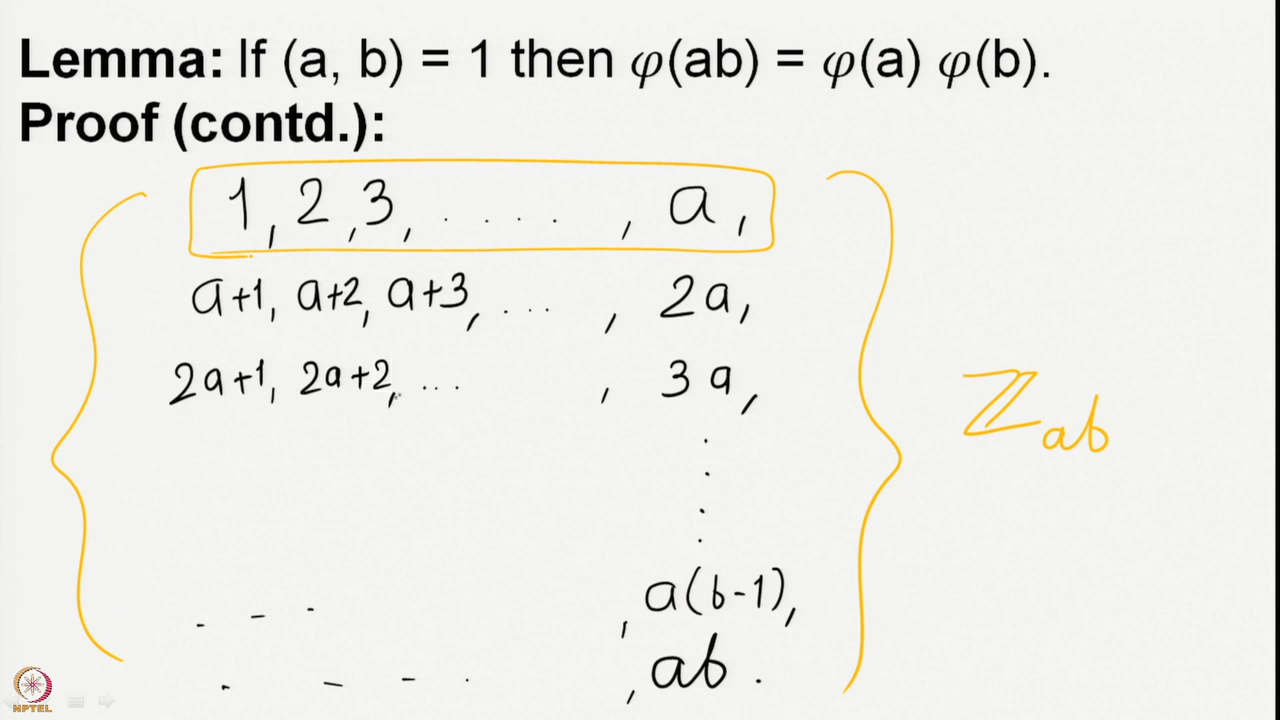 Lemma: If (a, b) = 1 then φ(ab) = φ(a) φ(b).
Proof (contd.):
1, 2, 3, . . . . , a,
a+1, a+2, a+3, ... , 2a,
2a+1, 2a+2, ... , 3a,
.
.
.
.
. - . , a(b-1),
. - - . , ab.
ℤab
NPTEL